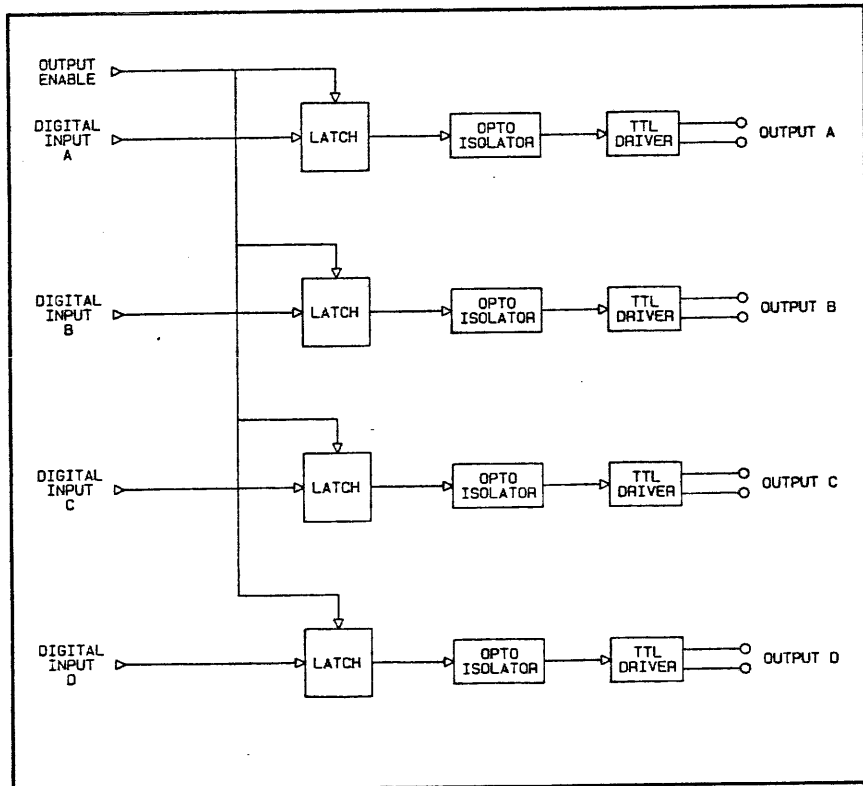 OUTPUT
ENABLE
DIGITAL
INPUT
A
LATCH
OPTO
ISOLATOR
TTL
DRIVER
OUTPUT A
DIGITAL
INPUT
B
LATCH
OPTO
ISOLATOR
TTL
DRIVER
OUTPUT B
DIGITAL
INPUT
C
LATCH
OPTO
ISOLATOR
TTL
DRIVER
OUTPUT C
DIGITAL
INPUT
D
LATCH
OPTO
ISOLATOR
TTL
DRIVER
OUTPUT D